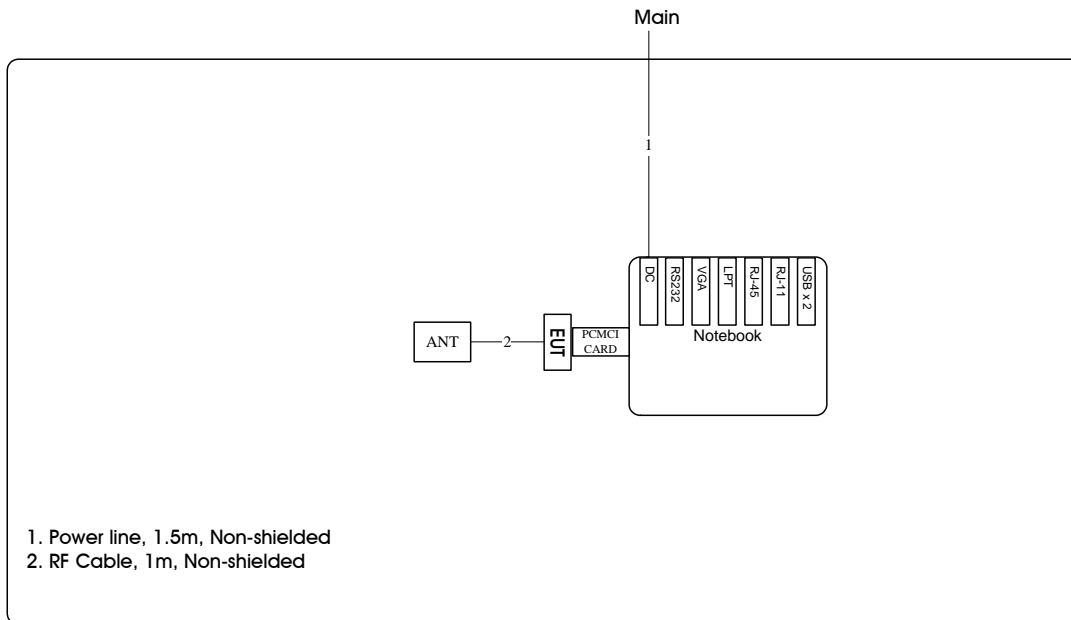 Main
1
DC
RS232
VGA
LPT
RJ-45
RJ-11
USB x 2
Notebook
ANT
2
EUT
PCMCI
CARD
1. Power line, 1.5m, Non-shielded
2. RF Cable, 1m, Non-shielded